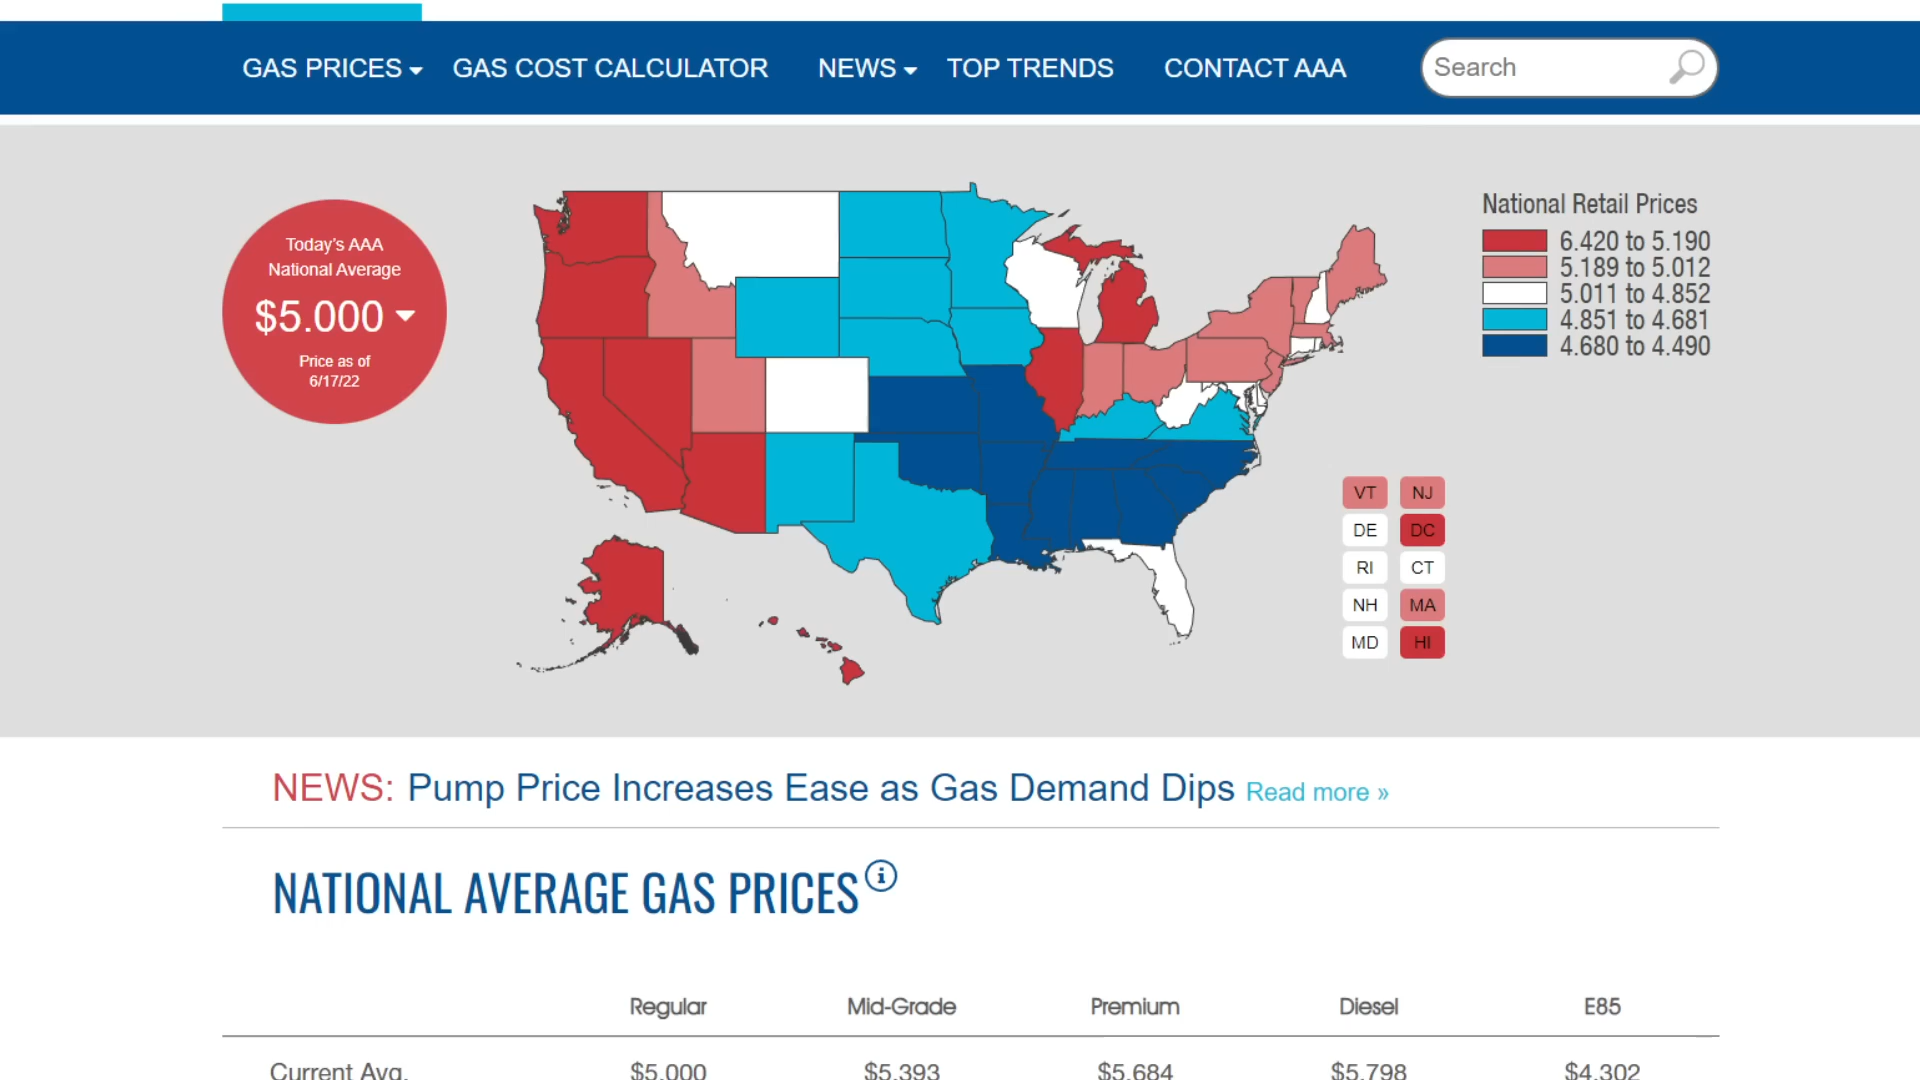 GAS PRICES GAS COST CALCULATOR NEWS TOP TRENDS CONTACT AAA Search
Today's AAA
National Average
$5.000
Price as of
6/17/22
National Retail Prices
6.420 to 5.190
5.189 to 5.012
5.011 to 4.852
4.851 to 4.681
4.680 to 4.490
VT NJ
DE DC
RI CT
NH MA
MD HI
NEWS: Pump Price Increases Ease as Gas Demand Dips Read more »
NATIONAL AVERAGE GAS PRICES i
Regular Mid-Grade Premium Diesel E85
Current Avg. $5.000 $5.393 $5.684 $5.798 $4.302